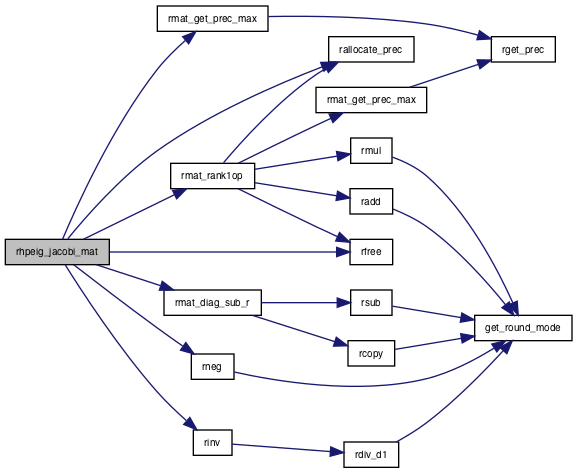 rmat_get_prec_max
rallocate_prec
rget_prec
rmat_get_prec_max
rmul
rmat_rank1op
radd
rhpeig_jacobi_mat
rfree
rmat_diag_sub_r
rsub
get_round_mode
rcopy
rneg
rinv
rdiv_d1